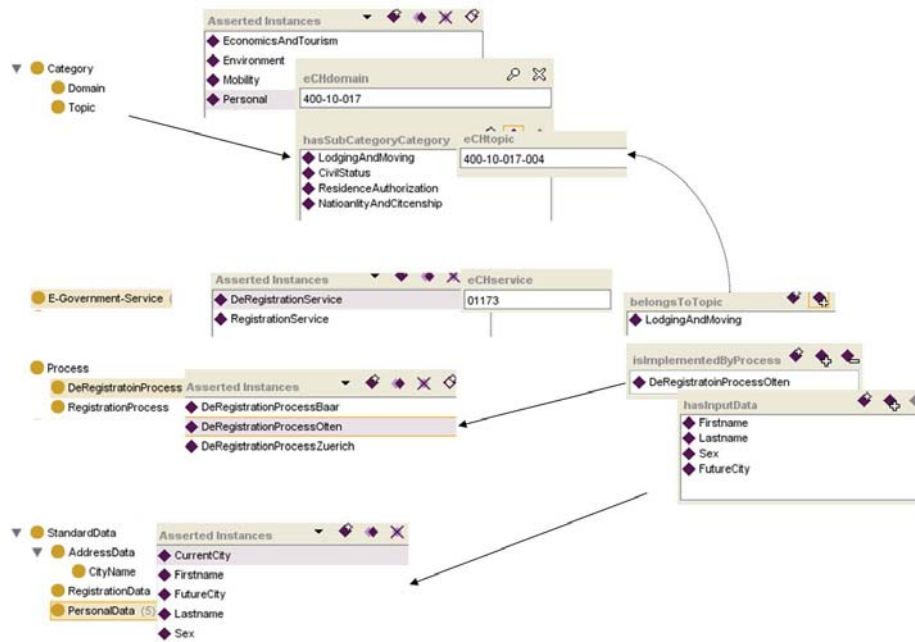 Asserted Instances
EconomicsAndTourism
Environment
Mobility
Personal
Category
Domain
Topic
eCHdomain
400-10-017
hasSubCategoryCategory
LodgingAndMoving
CivilStatus
ResidenceAuthorization
NatioanlityAndCitcenship
eCHtopic
400-10-017-004
E-Government-Service (
Asserted Instances
DeRegistrationService
RegistrationService
eCHservice
01173
belongsToTopic
LodgingAndMoving
Process
DeRegistratoinProcess
RegistrationProcess
Asserted Instances
DeRegistrationProcessBaar
DeRegistrationProcessOlten
DeRegistrationProcessZuerich
isImplementedByProcess
DeRegistratoinProcessOlten
hasInputData
Firstname
Lastname
Sex
FutureCity
StandardData
AddressData
CityName
RegistrationData
PersonalData (5)
Asserted Instances
CurrentCity
Firstname
FutureCity
Lastname
Sex